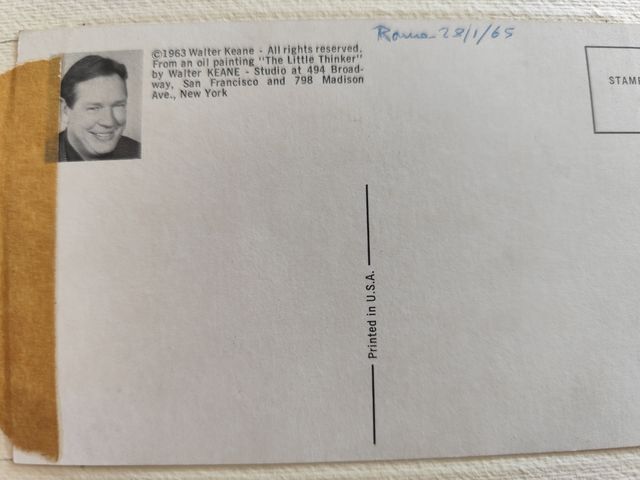 ©1963 Walter Keane - All rights reserved.
From an oil painting "The Little Thinker"
by Walter KEANE - Studio at 494 Broad-
way, San Francisco and 798 Madison
Ave., New York
Roma 28/1/65
STAMP
Printed in U.S.A.